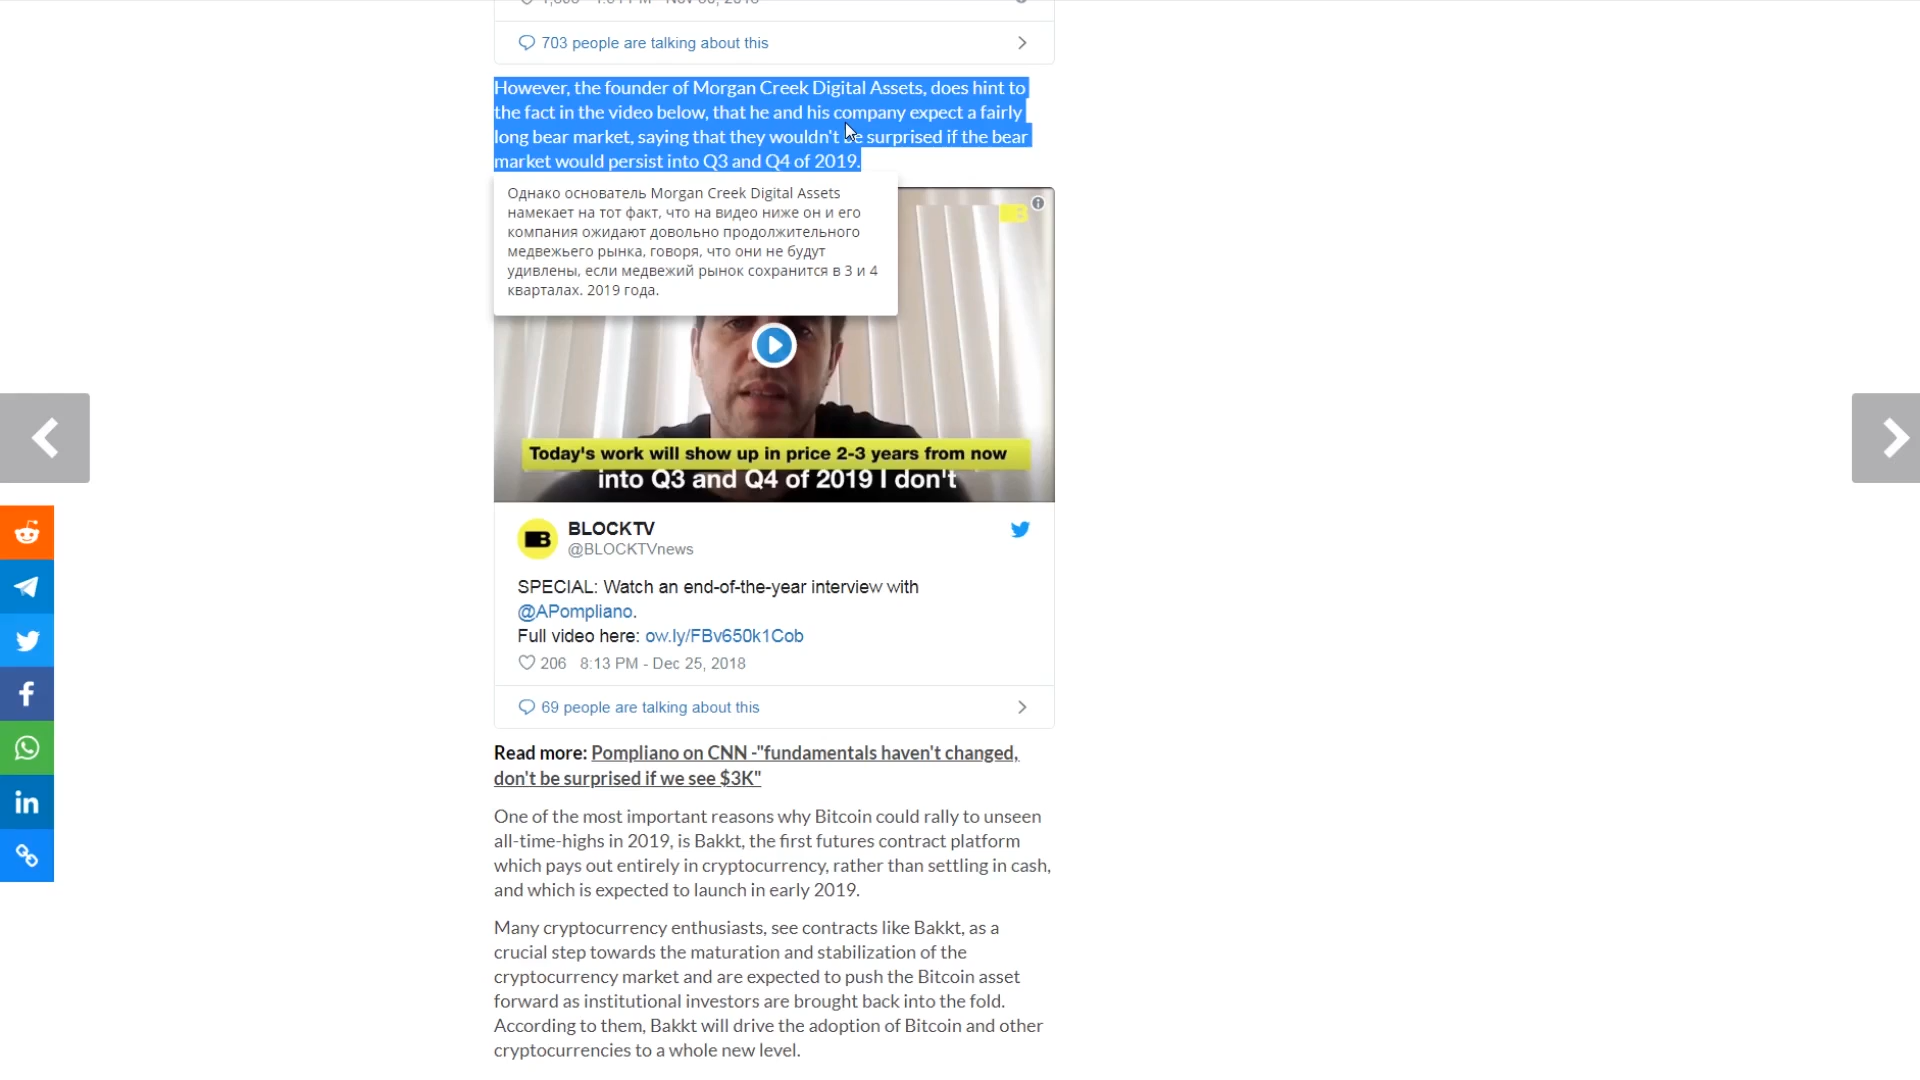 703 people are talking about this
However, the founder of Morgan Creek Digital Assets, does hint to
the fact in the video below, that he and his company expect a fairly
long bear market, saying that they wouldn't be surprised if the bear
market would persist into Q3 and Q4 of 2019.
Однако основатель Morgan Creek Digital Assets
намекает на тот факт, что на видео ниже он и его
компания ожидают довольно продолжительного
медвежьего рынка, говоря, что они не будут
удивлены, если медвежий рынок сохранится в 3 и 4
кварталах. 2019 года.
Today's work will show up in price 2-3 years from now
into Q3 and Q4 of 2019 I don't
BLOCKTV
@BLOCKTVnews
SPECIAL: Watch an end-of-the-year interview with
@APompliano.
Full video here: ow.ly/FBv650k1Cob
206 8:13 PM - Dec 25, 2018
69 people are talking about this
Read more: Pompliano on CNN -"fundamentals haven't changed,
don't be surprised if we see $3K"
One of the most important reasons why Bitcoin could rally to unseen
all-time-highs in 2019, is Bakkt, the first futures contract platform
which pays out entirely in cryptocurrency, rather than settling in cash,
and which is expected to launch in early 2019.
Many cryptocurrency enthusiasts, see contracts like Bakkt, as a
crucial step towards the maturation and stabilization of the
cryptocurrency market and are expected to push the Bitcoin asset
forward as institutional investors are brought back into the fold.
According to them, Bakkt will drive the adoption of Bitcoin and other
cryptocurrencies to a whole new level.